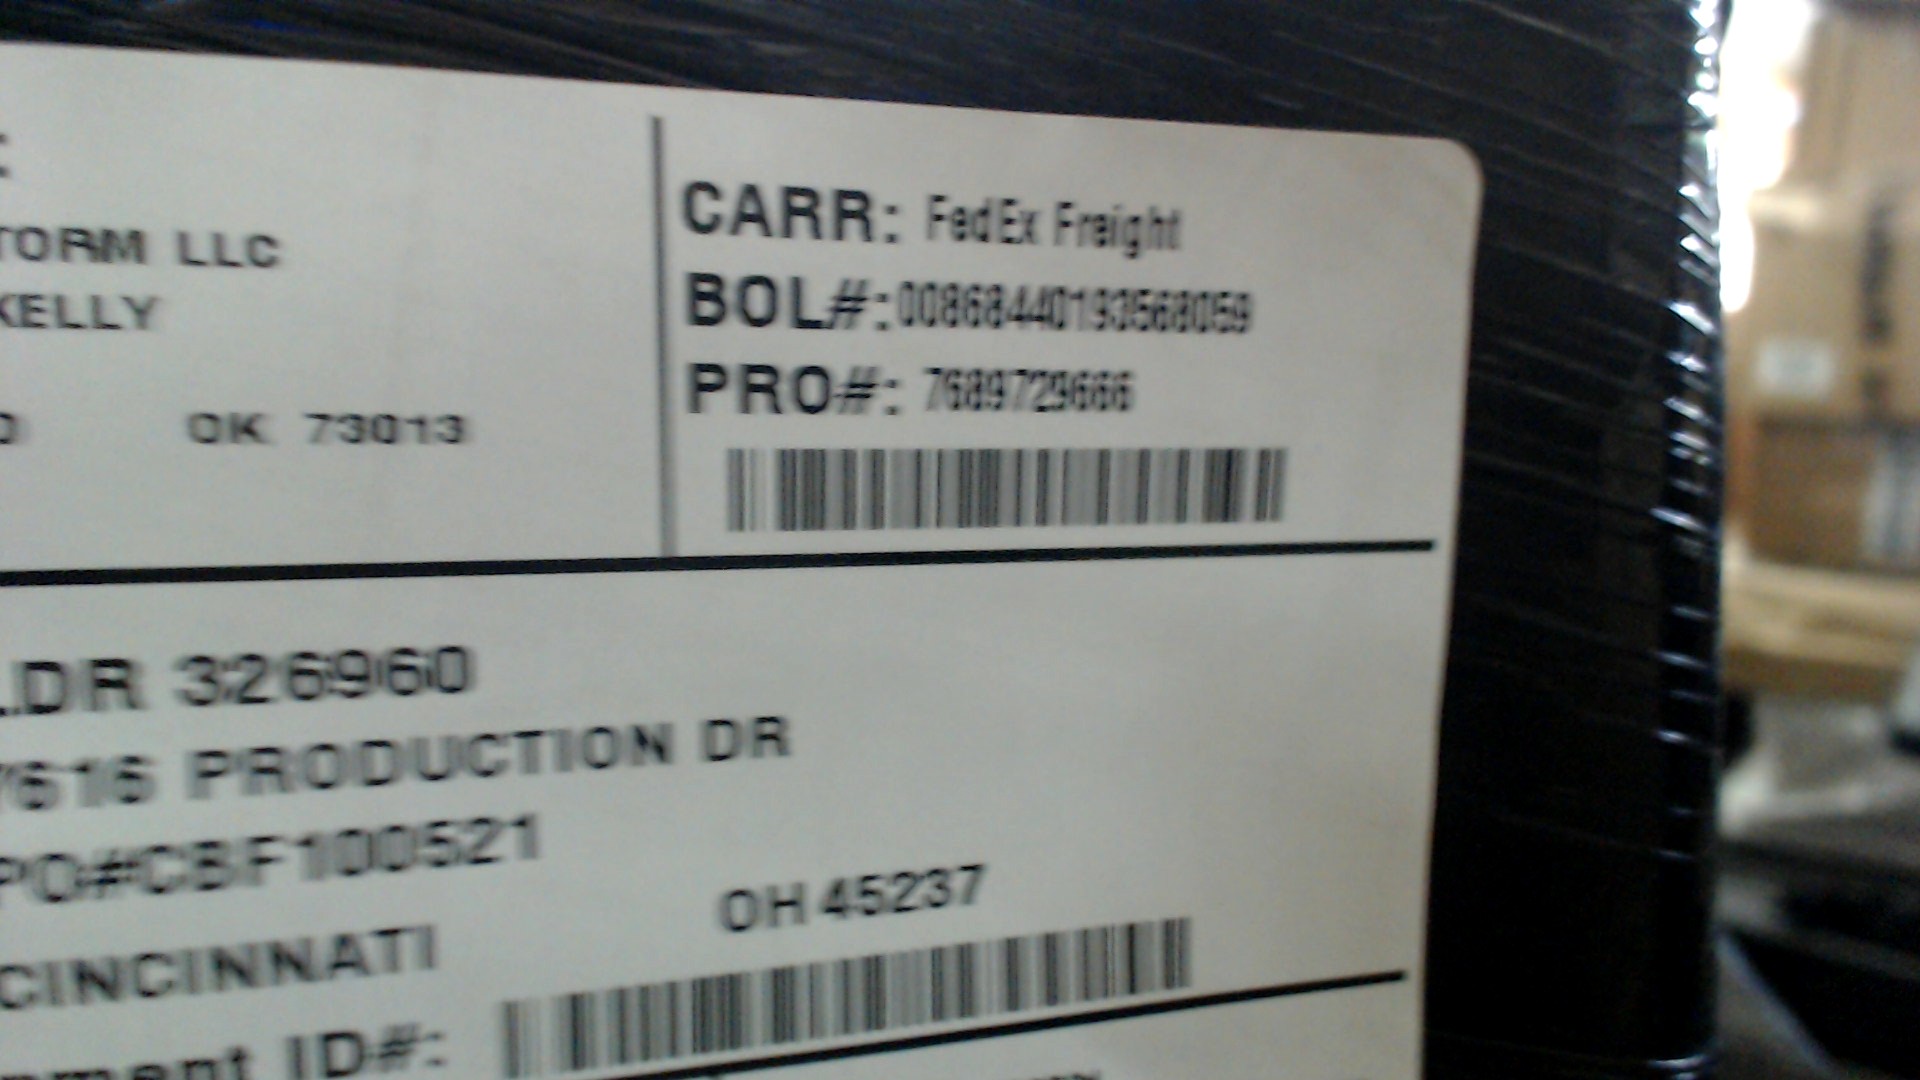 :
TORM LLC
KELLY
OK 73013
CARR: FedEx Freight
BOL#:00868440193568059
PRO#: 7689729666
LDR 326960
7616 PRODUCTION DR
PO#CBF100521
CINCINNATI OH 45237
ment ID#: